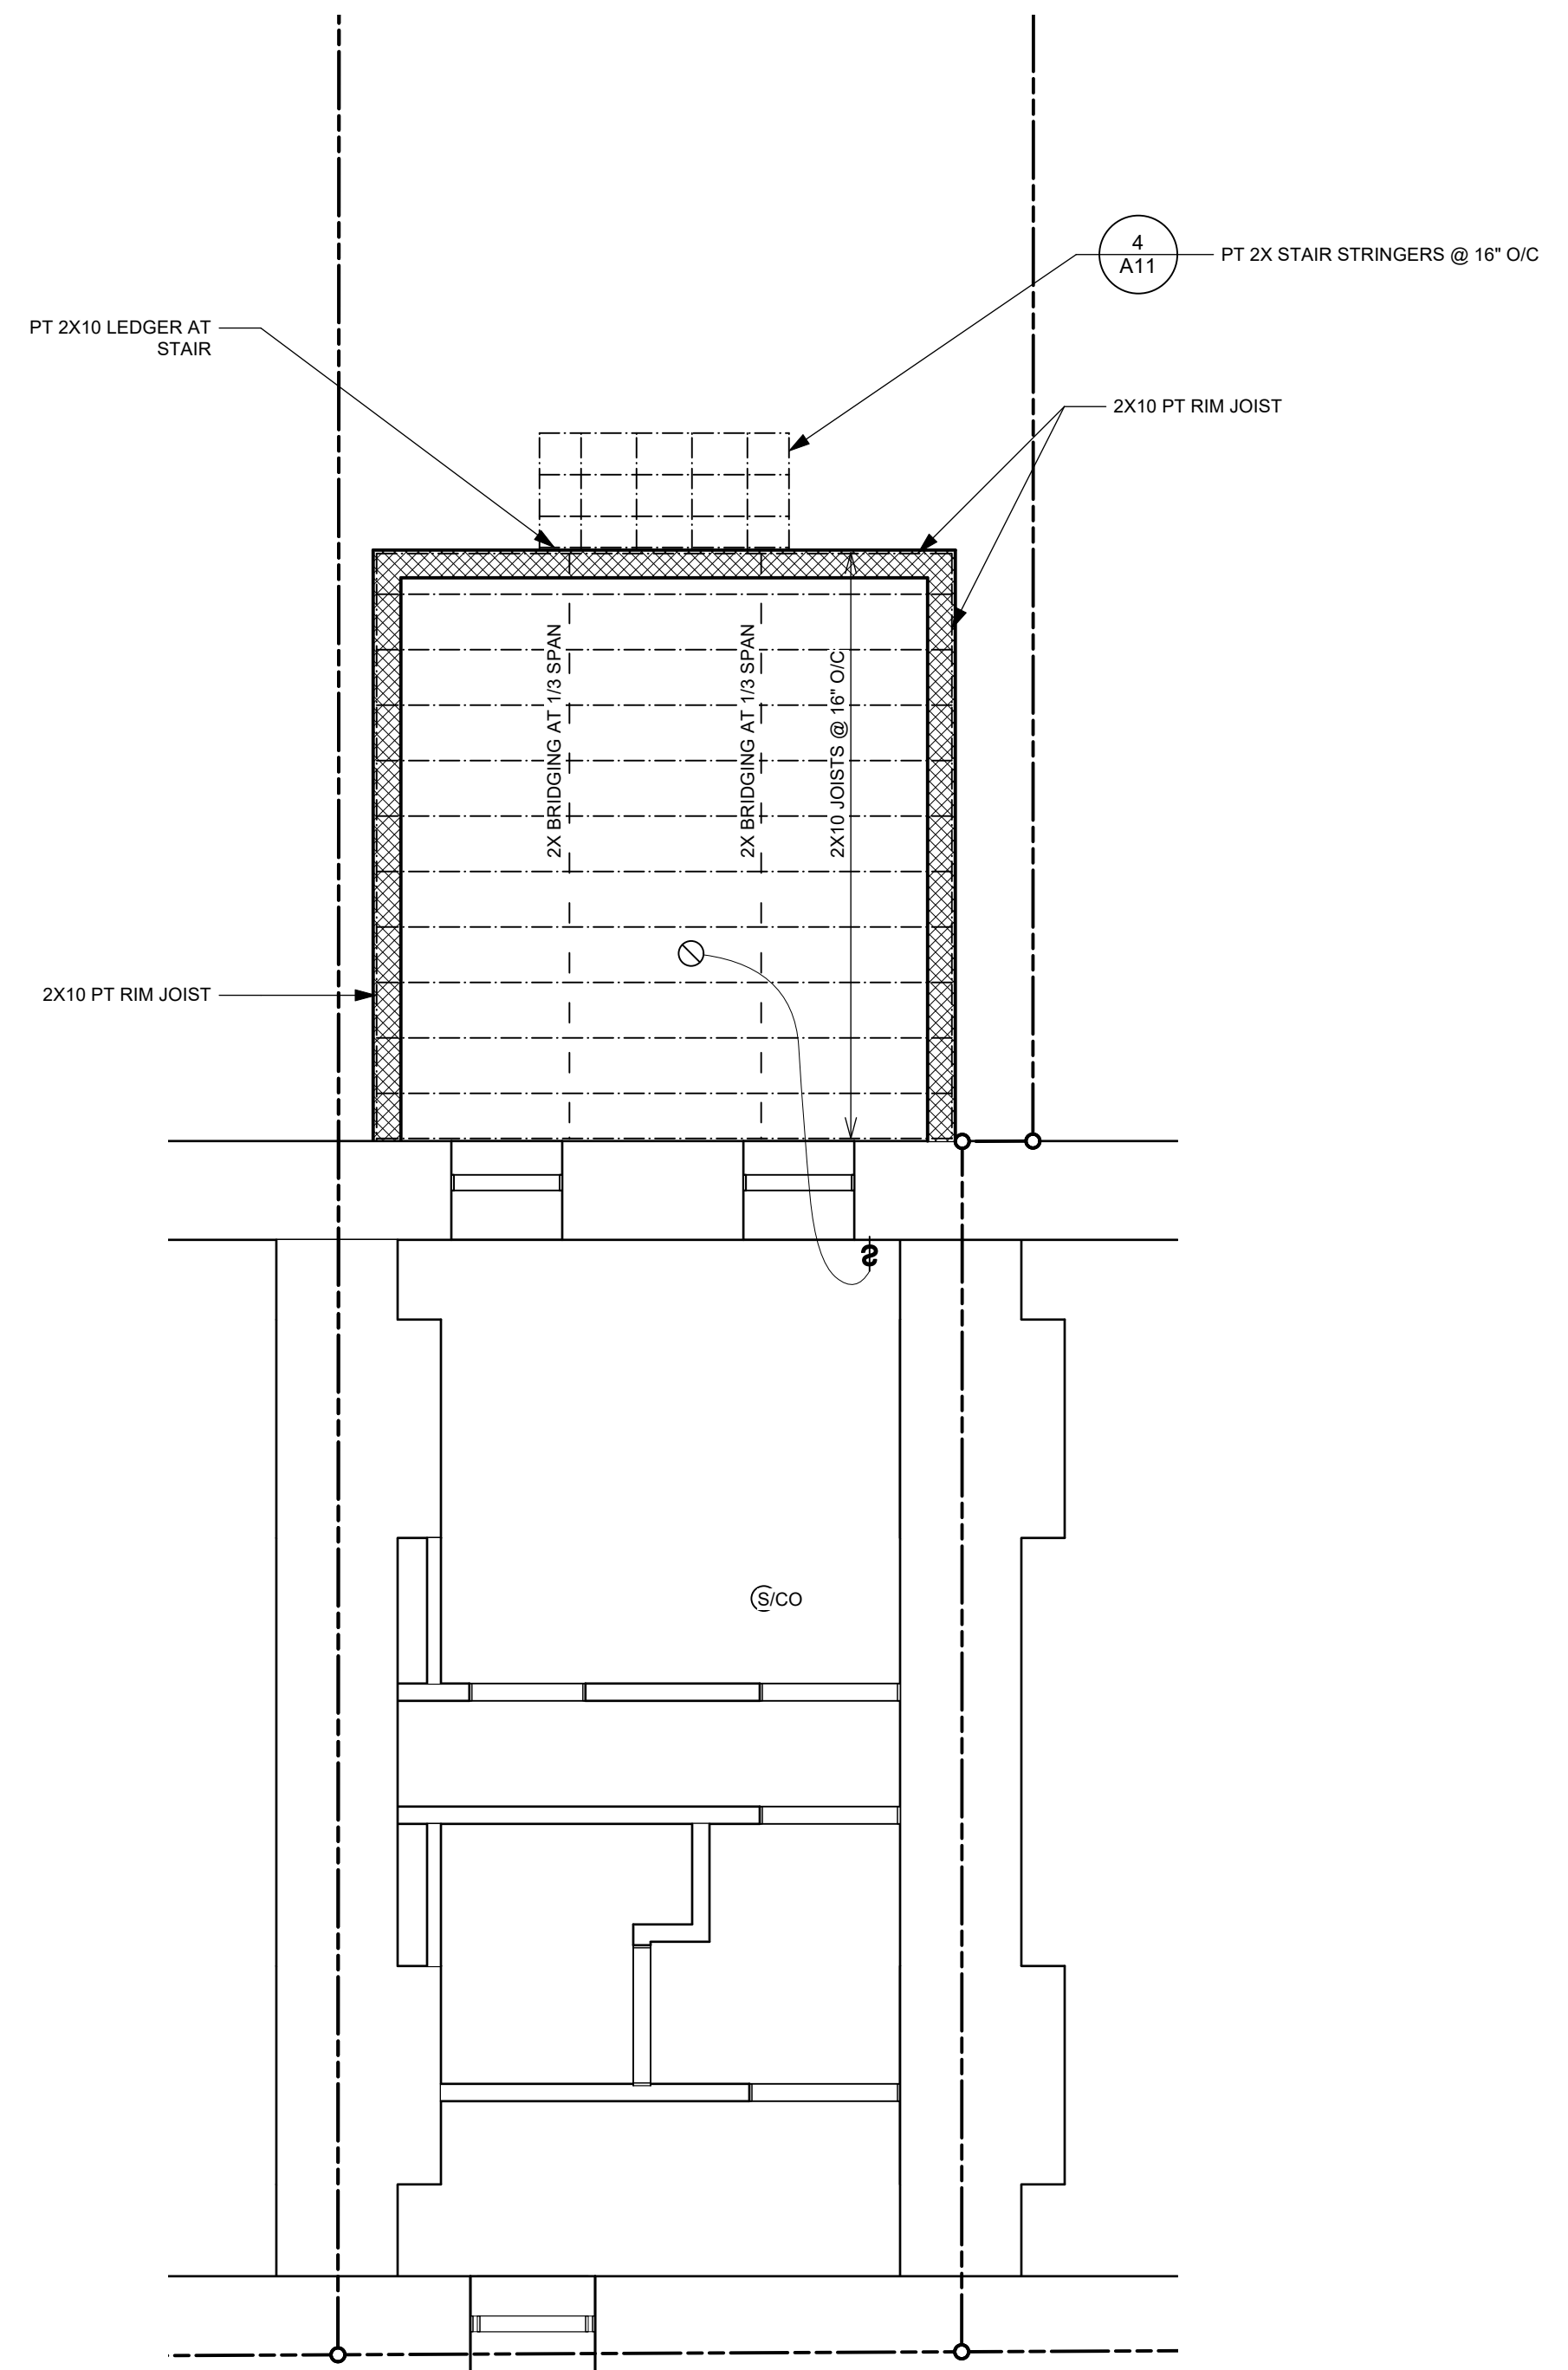 4
A11
PT 2X STAIR STRINGERS @ 16" O/C
PT 2X10 LEDGER AT
STAIR
2X10 PT RIM JOIST
2X BRIDGING AT 1/3 SPAN
2X BRIDGING AT 1/3 SPAN
2X10 JOISTS @ 16" O/C
2X10 PT RIM JOIST
$
S/CO